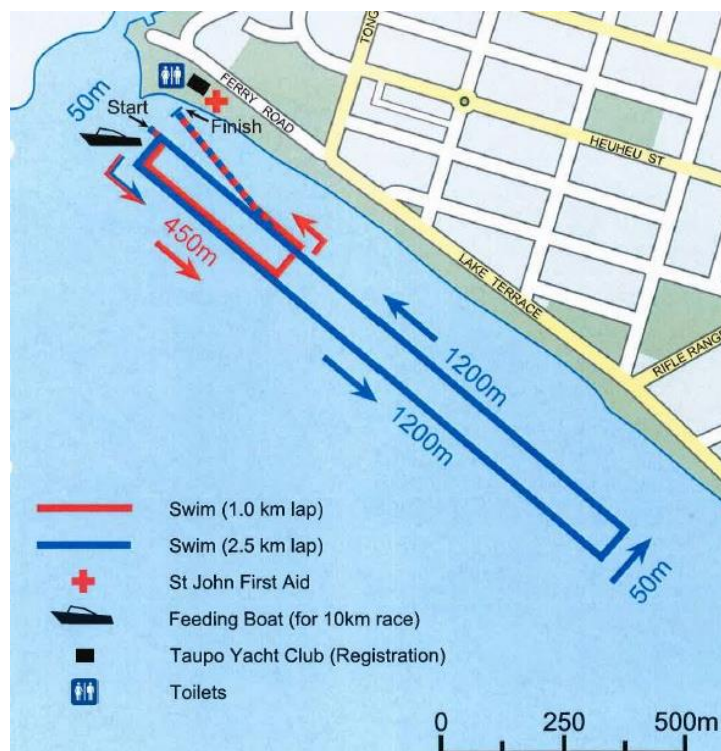 TONG
FERRY ROAD
50m
Start
Finish
HEUHEU ST
450m
LAKE TERRACE
1200m
1200m
RIFLE RANGE
50m
Swim (1.0 km lap)
Swim (2.5 km lap)
St John First Aid
Feeding Boat (for 10km race)
Taupo Yacht Club (Registration)
Toilets
0 250 500m